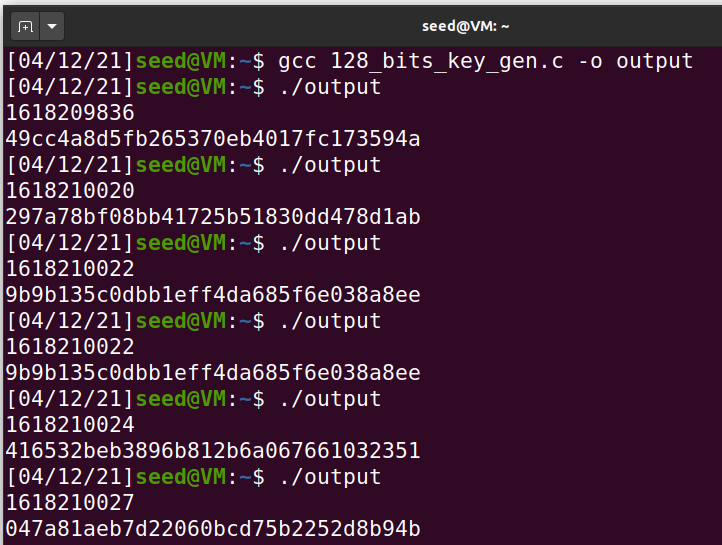 seed@VM: ~
[04/12/21]seed@VM:~$ gcc 128_bits_key_gen.c -o output
[04/12/21]seed@VM:~$ ./output
1618209836
49cc4a8d5fb265370eb4017fc173594a
[04/12/21]seed@VM:~$ ./output
1618210020
297a78bf08bb41725b51830dd478d1ab
[04/12/21]seed@VM:~$ ./output
1618210022
9b9b135c0dbb1eff4da685f6e038a8ee
[04/12/21]seed@VM:~$ ./output
1618210022
9b9b135c0dbb1eff4da685f6e038a8ee
[04/12/21]seed@VM:~$ ./output
1618210024
416532beb3896b812b6a067661032351
[04/12/21]seed@VM:~$ ./output
1618210027
047a81aeb7d22060bcd75b2252d8b94b